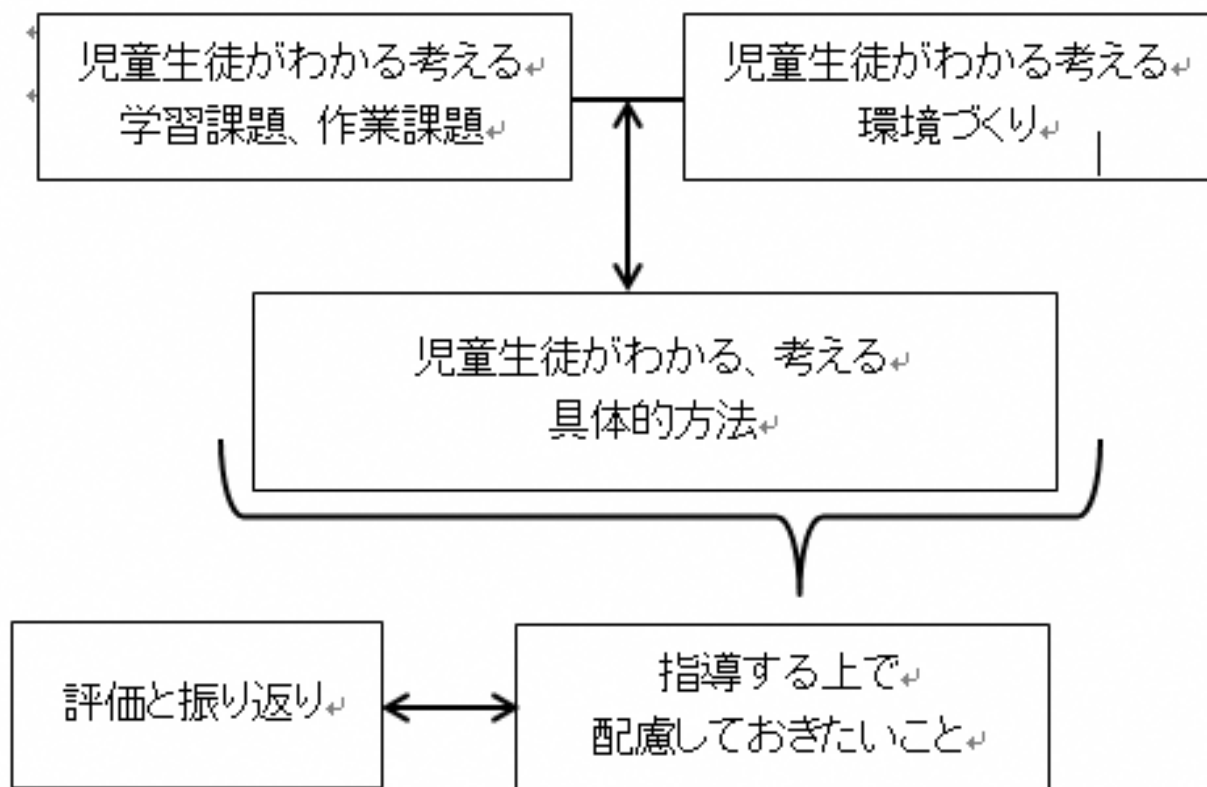 児童生徒がわかる考える
学習課題、作業課題
児童生徒がわかる考える
環境づくり
児童生徒がわかる、考える
具体的方法
評価と振り返り
指導する上で
配慮しておきたいこと